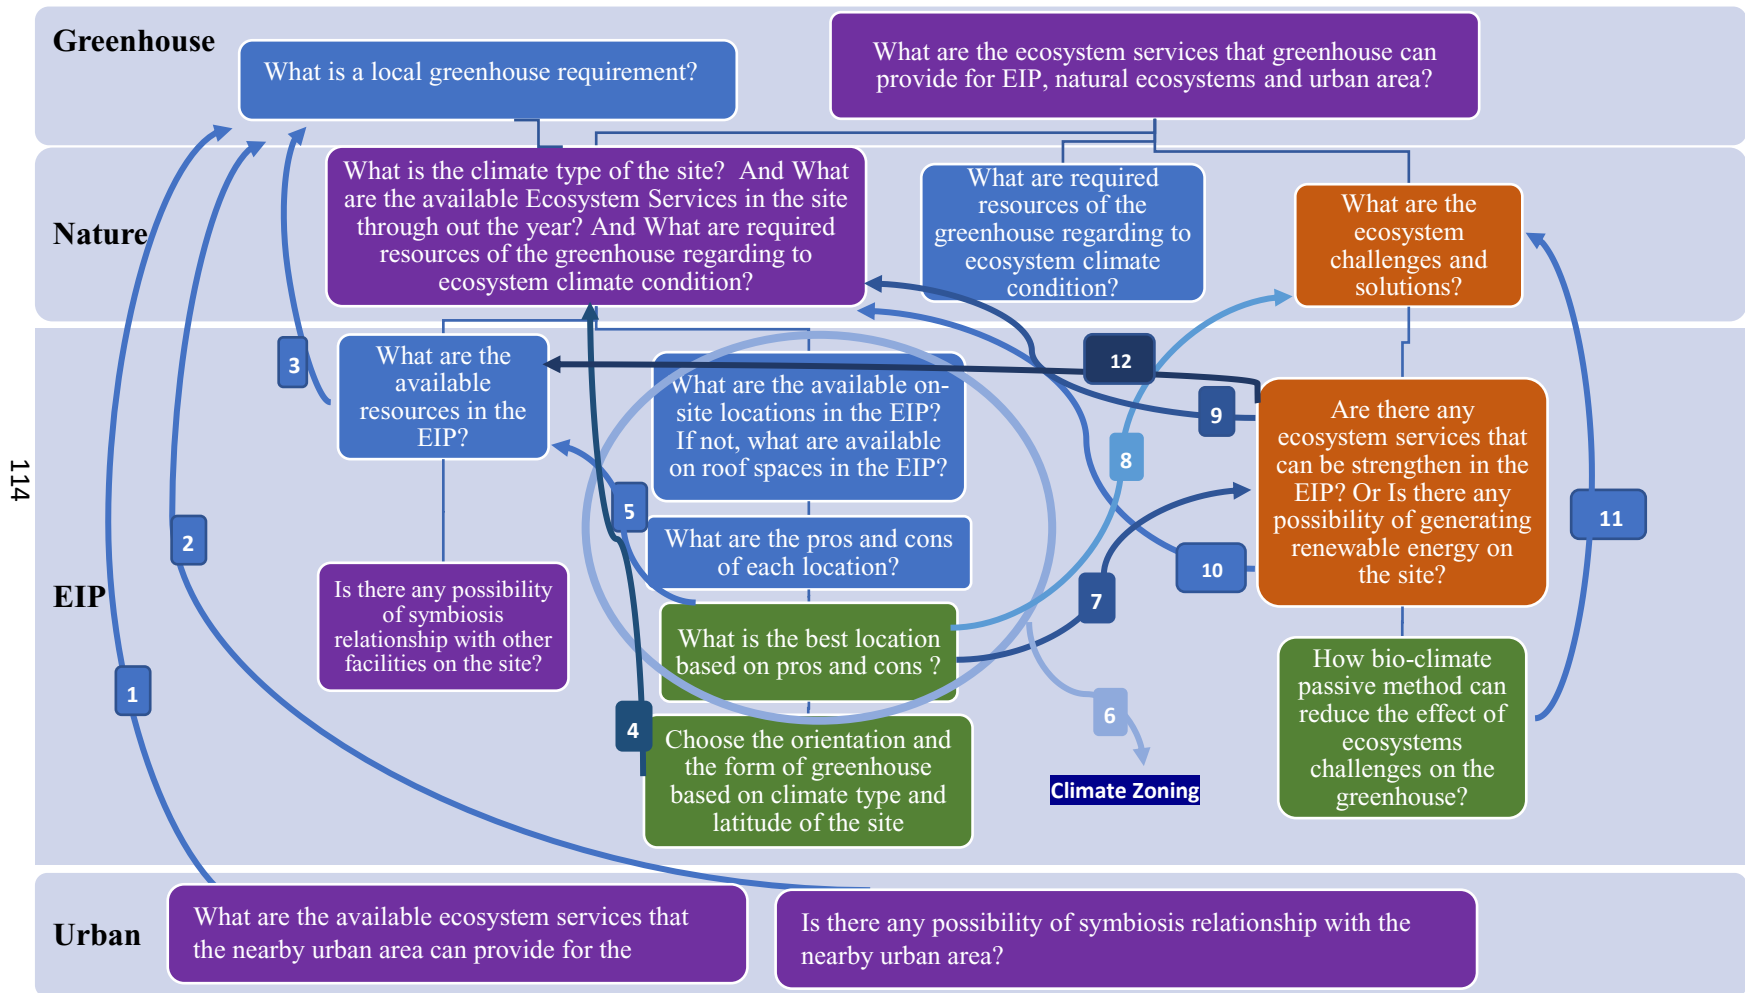 Greenhouse
What is a local greenhouse requirement?
What are the ecosystem services that greenhouse can
provide for EIP, natural ecosystems and urban area?
Nature
What is the climate type of the site?  And What
are the available Ecosystem Services in the site
through out the year? And What are required
resources of the greenhouse regarding to
ecosystem climate condition?
What are required
resources of the
greenhouse regarding to
ecosystem climate
condition?
What are the
ecosystem
challenges and
solutions?
EIP
3
What are the
available
resources in the
EIP?
What are the available on-
site locations in the EIP?
If not, what are available
on roof spaces in the EIP?
12
9
8
Are there any
ecosystem services that
can be strengthen in the
EIP? Or Is there any
possibility of generating
renewable energy on
the site?
114
2
5
What are the pros and cons
of each location?
10
11
7
Is there any possibility
of symbiosis
relationship with other
facilities on the site?
What is the best location
based on pros and cons ?
How bio-climate
passive method can
reduce the effect of
ecosystems
challenges on the
greenhouse?
1
4
6
Choose the orientation and
the form of greenhouse
based on climate type and
latitude of the site
Climate Zoning
Urban
What are the available ecosystem services that
the nearby urban area can provide for the
Is there any possibility of symbiosis relationship with the
nearby urban area?